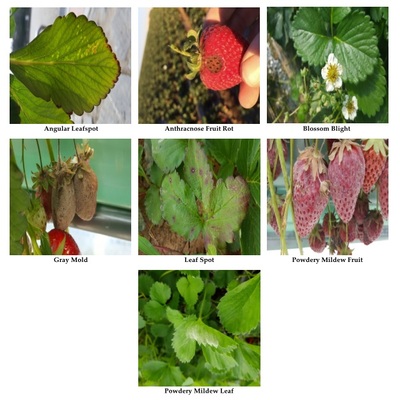 Angular Leafspot
Anthracnose Fruit Rot
Blossom Blight
Gray Mold
Leaf Spot
Powdery Mildew Fruit
Powdery Mildew Leaf